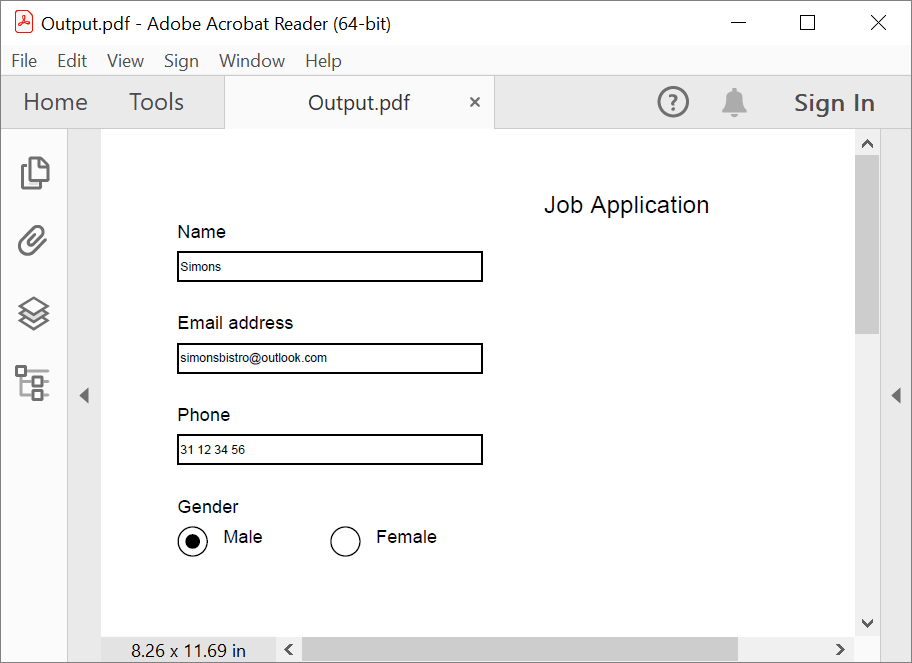 Output.pdf - Adobe Acrobat Reader (64-bit)
File Edit View Sign Window Help
Home Tools Output.pdf × ? Sign In
Job Application
Name
Simons
Email address
simonsbistro@outlook.com
Phone
31 12 34 56
Gender
Male Female
8.26 x 11.69 in